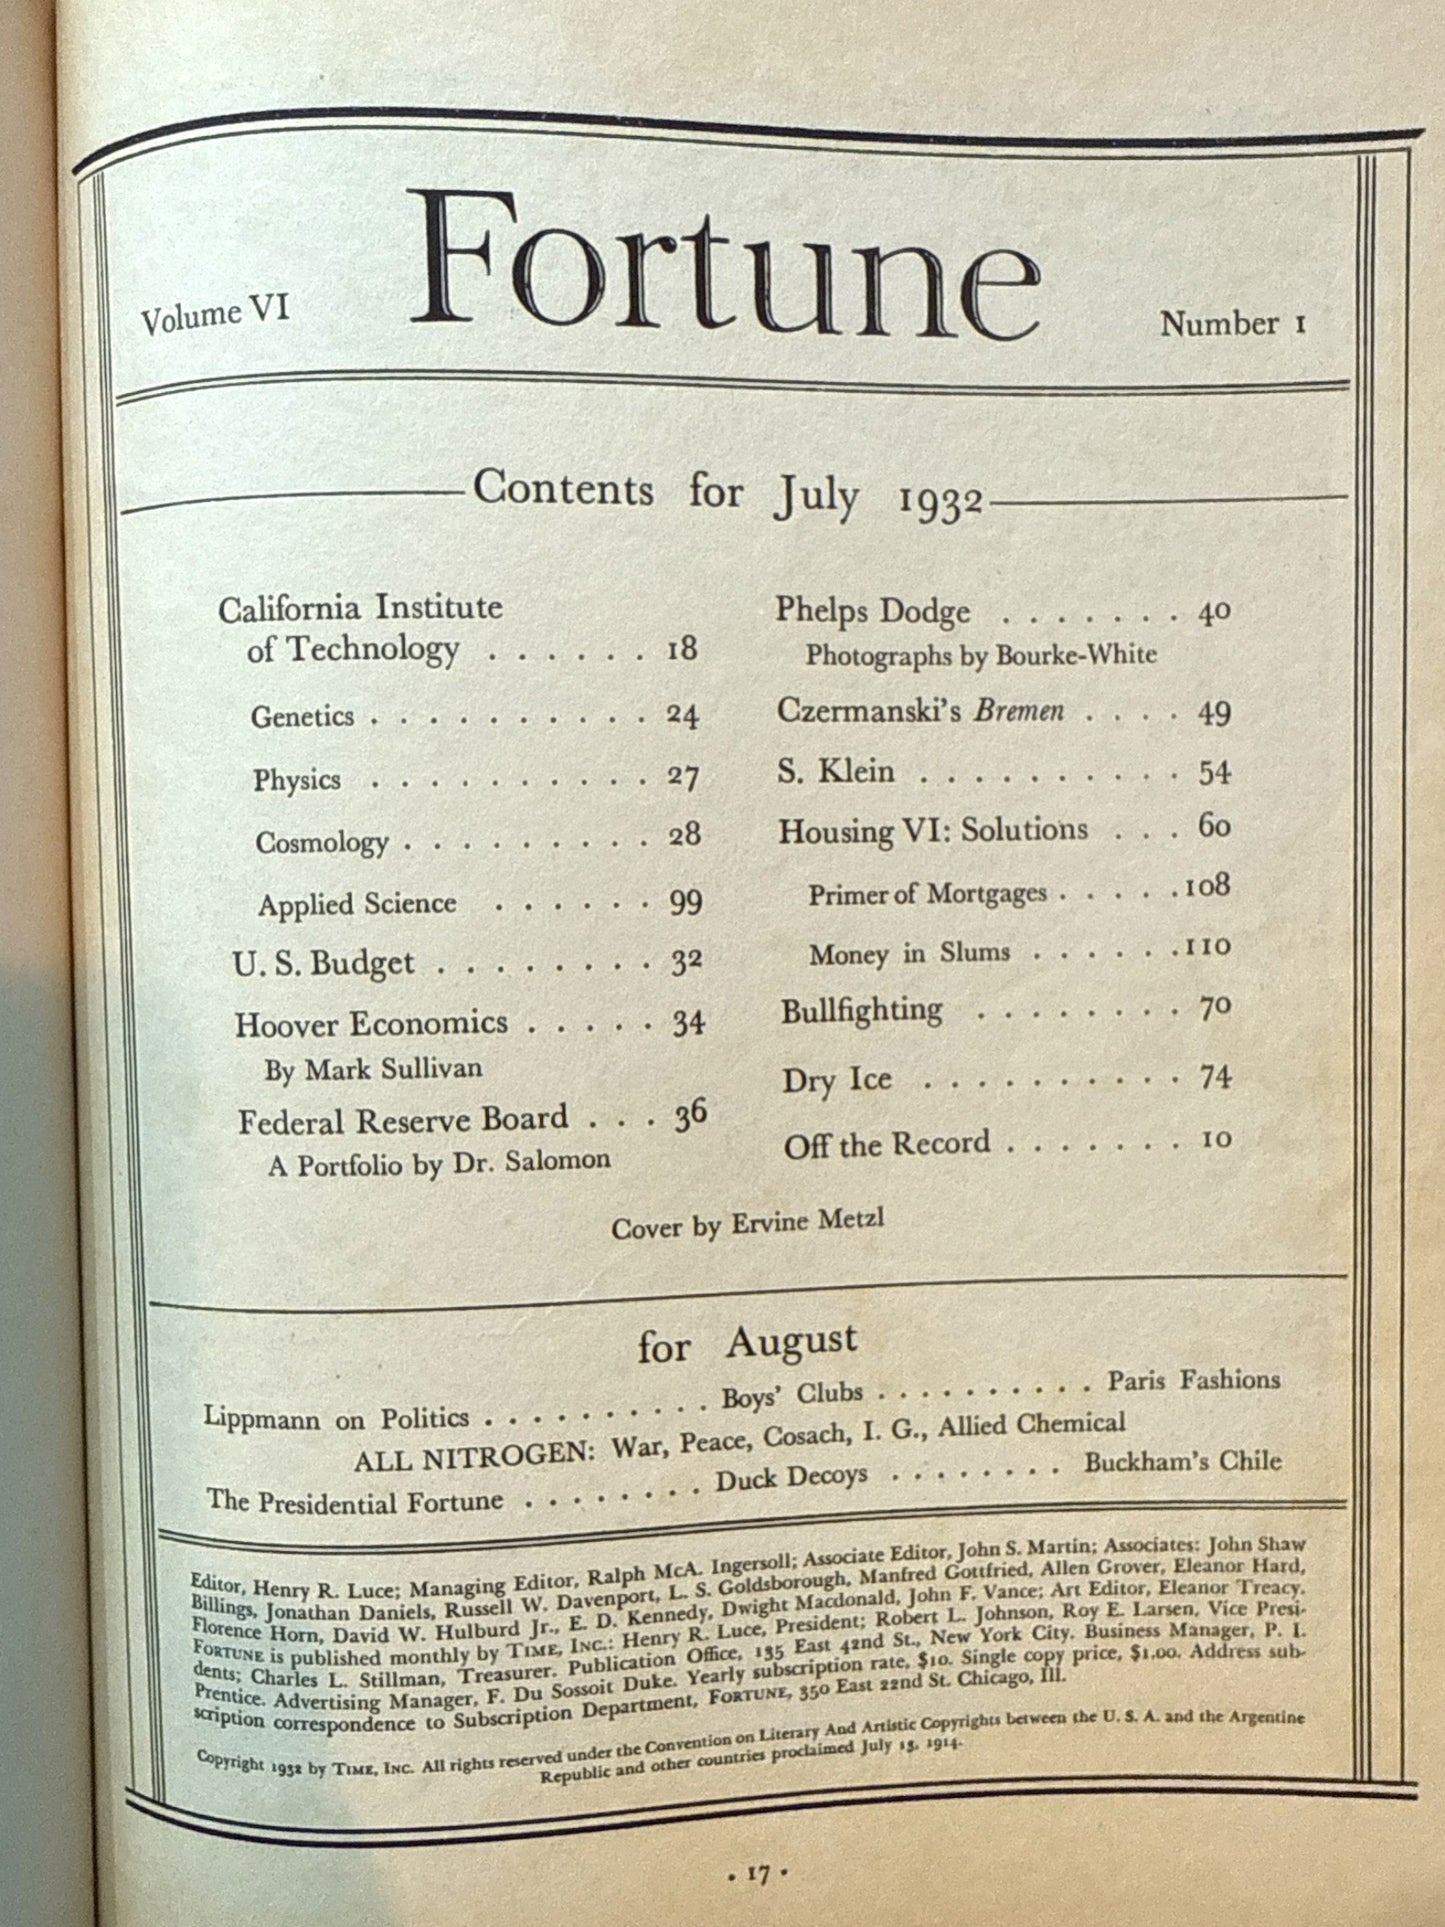 Fortune
Volume VI
Number 1
Contents for July 1932
California Institute
of Technology . . . . . . 18
Genetics . . . . . . . . . . 24
Physics . . . . . . . . . . 27
Cosmology . . . . . . . . . 28
Applied Science . . . . . . 99
U. S. Budget . . . . . . . . 32
Hoover Economics . . . . . 34
By Mark Sullivan
Federal Reserve Board . . . 36
A Portfolio by Dr. Salomon
Phelps Dodge . . . . . . . 40
Photographs by Bourke-White
Czermanski's Bremen . . . . 49
S. Klein . . . . . . . . . . 54
Housing VI: Solutions . . . 60
Primer of Mortgages . . . . . 108
Money in Slums . . . . . . 110
Bullfighting . . . . . . . . 70
Dry Ice . . . . . . . . . . 74
Off the Record . . . . . . . 10
Cover by Ervine Metzl
for August
Lippmann on Politics . . . . . . . . . . Boys' Clubs . . . . . . . . . . Paris Fashions
ALL NITROGEN: War, Peace, Cosach, I. G., Allied Chemical
The Presidential Fortune . . . . . . . . Duck Decoys . . . . . . . . Buckham's Chile
Editor, Henry R. Luce; Managing Editor, Ralph McA. Ingersoll; Associate Editor, John S. Martin; Associates: John Shaw
Billings, Jonathan Daniels, Russell W. Davenport, L. S. Goldsborough, Manfred Gottfried, Allen Grover, Eleanor Hard,
Florence Horn, David W. Hulburd Jr., E. D. Kennedy, Dwight Macdonald, John F. Vance; Art Editor, Eleanor Treacy.
FORTUNE is published monthly by TIME, INC.: Henry R. Luce, President; Robert L. Johnson, Roy E. Larsen, Vice Presi-
dents; Charles L. Stillman, Treasurer. Publication Office, 135 East 42nd St., New York City. Business Manager, P. I.
Prentice. Advertising Manager, F. Du Sossoit Duke. Yearly subscription rate, $10. Single copy price, $1.00. Address sub-
scription correspondence to Subscription Department, FORTUNE, 350 East 22nd St. Chicago, Ill.
Copyright 1932 by TIME, INC. All rights reserved under the Convention on Literary And Artistic Copyrights between the U. S. A. and the Argentine
Republic and other countries proclaimed July 13, 1914.
· 17 ·